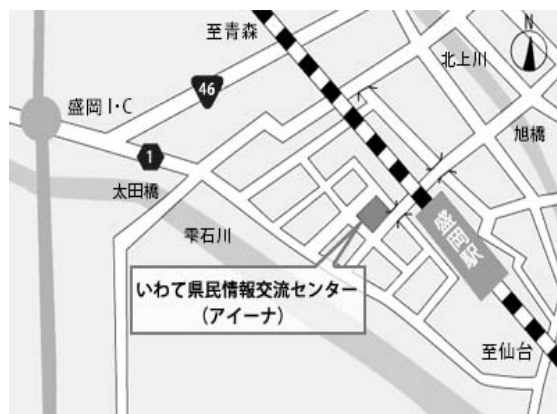 至青森
N
北上川
46
盛岡I・C
旭橋
1
太田橋
雫石川
盛岡駅
いわて県民情報交流センター
(アイーナ)
至仙台